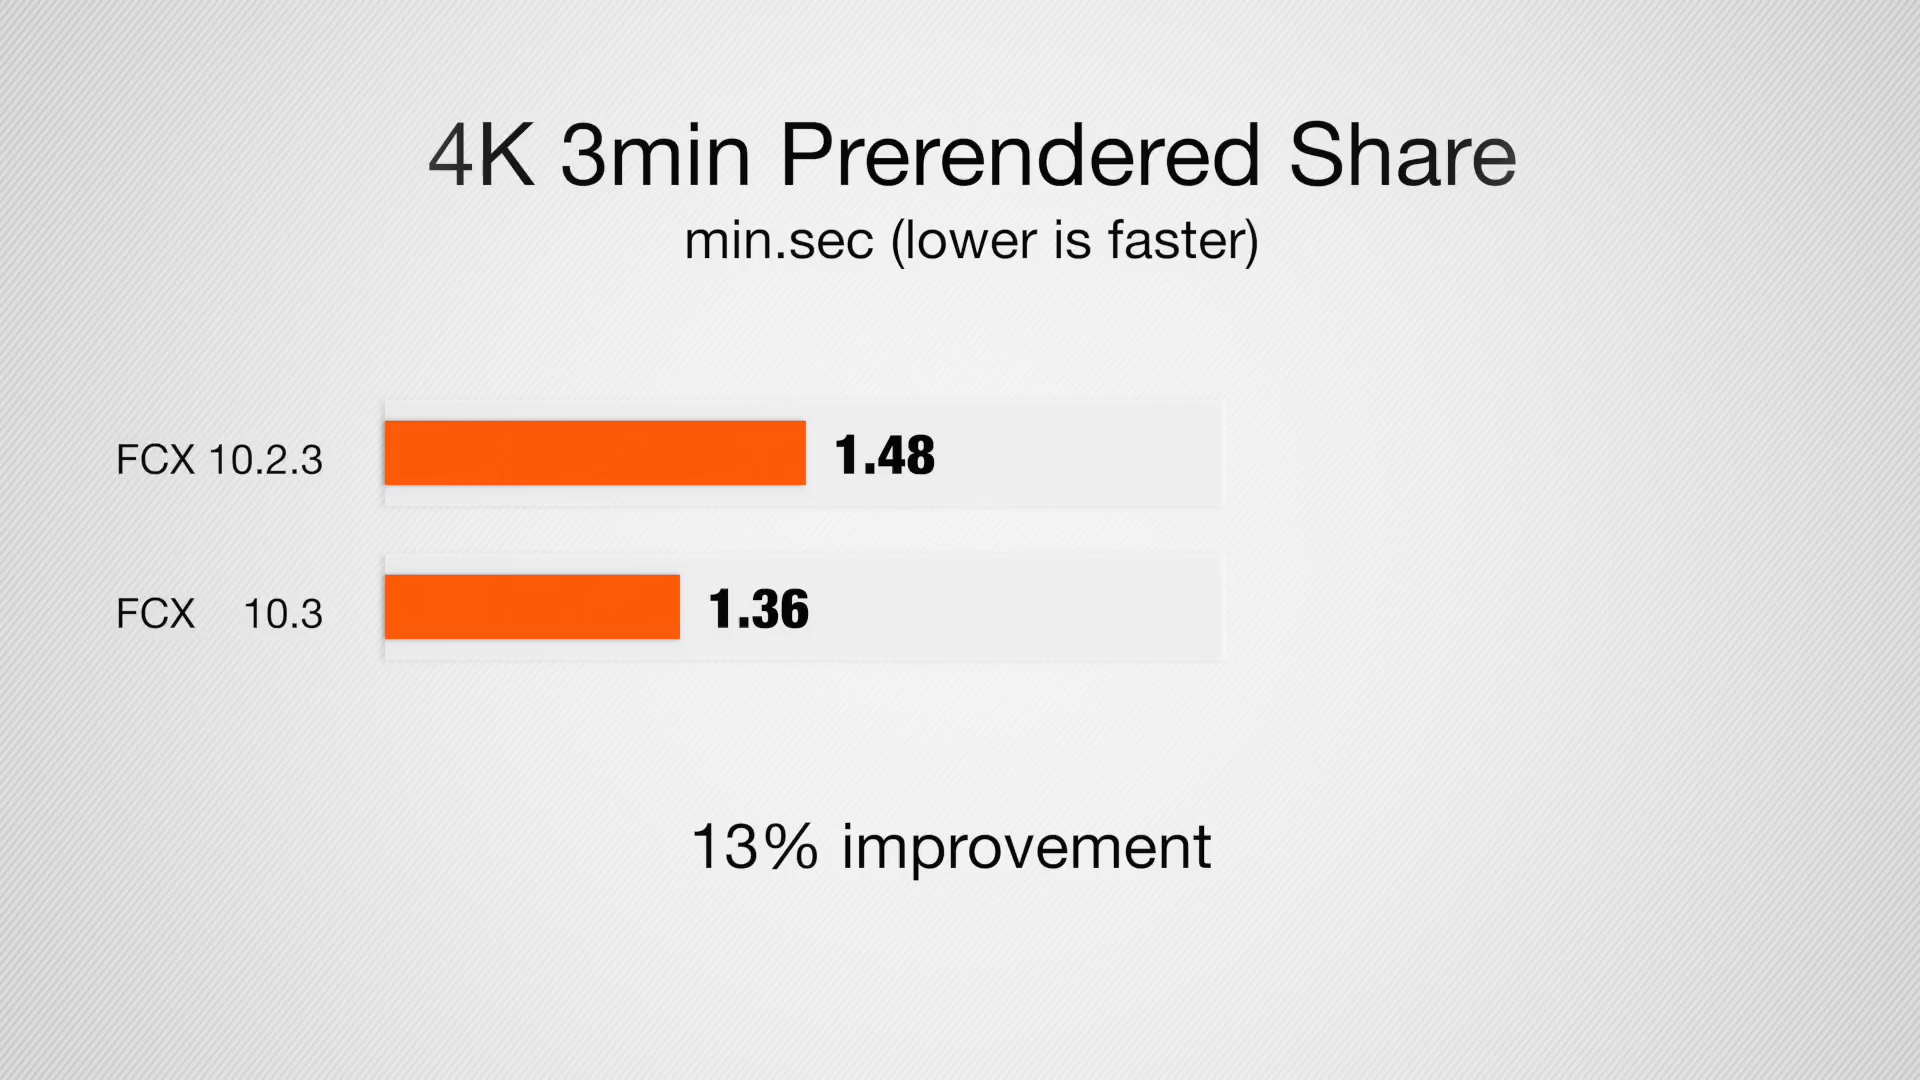 4K 3min Prerendered Share
min.sec (lower is faster)
FCX 10.2.3 1.48
FCX 10.3 1.36
13% improvement